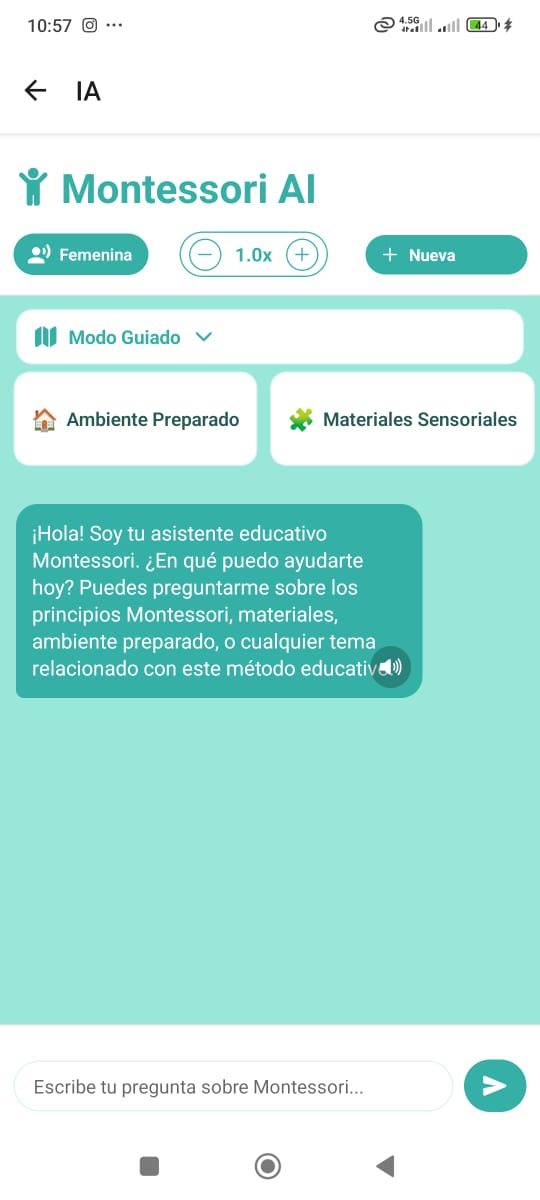 10:57
4.5G
44
IA
Montessori AI
Femenina
1.0x
Nueva
Modo Guiado
Ambiente Preparado
Materiales Sensoriales
¡Hola! Soy tu asistente educativo
Montessori. ¿En qué puedo ayudarte
hoy? Puedes preguntarme sobre los
principios Montessori, materiales,
ambiente preparado, o cualquier tema
relacionado con este método educativo.
Escribe tu pregunta sobre Montessori...